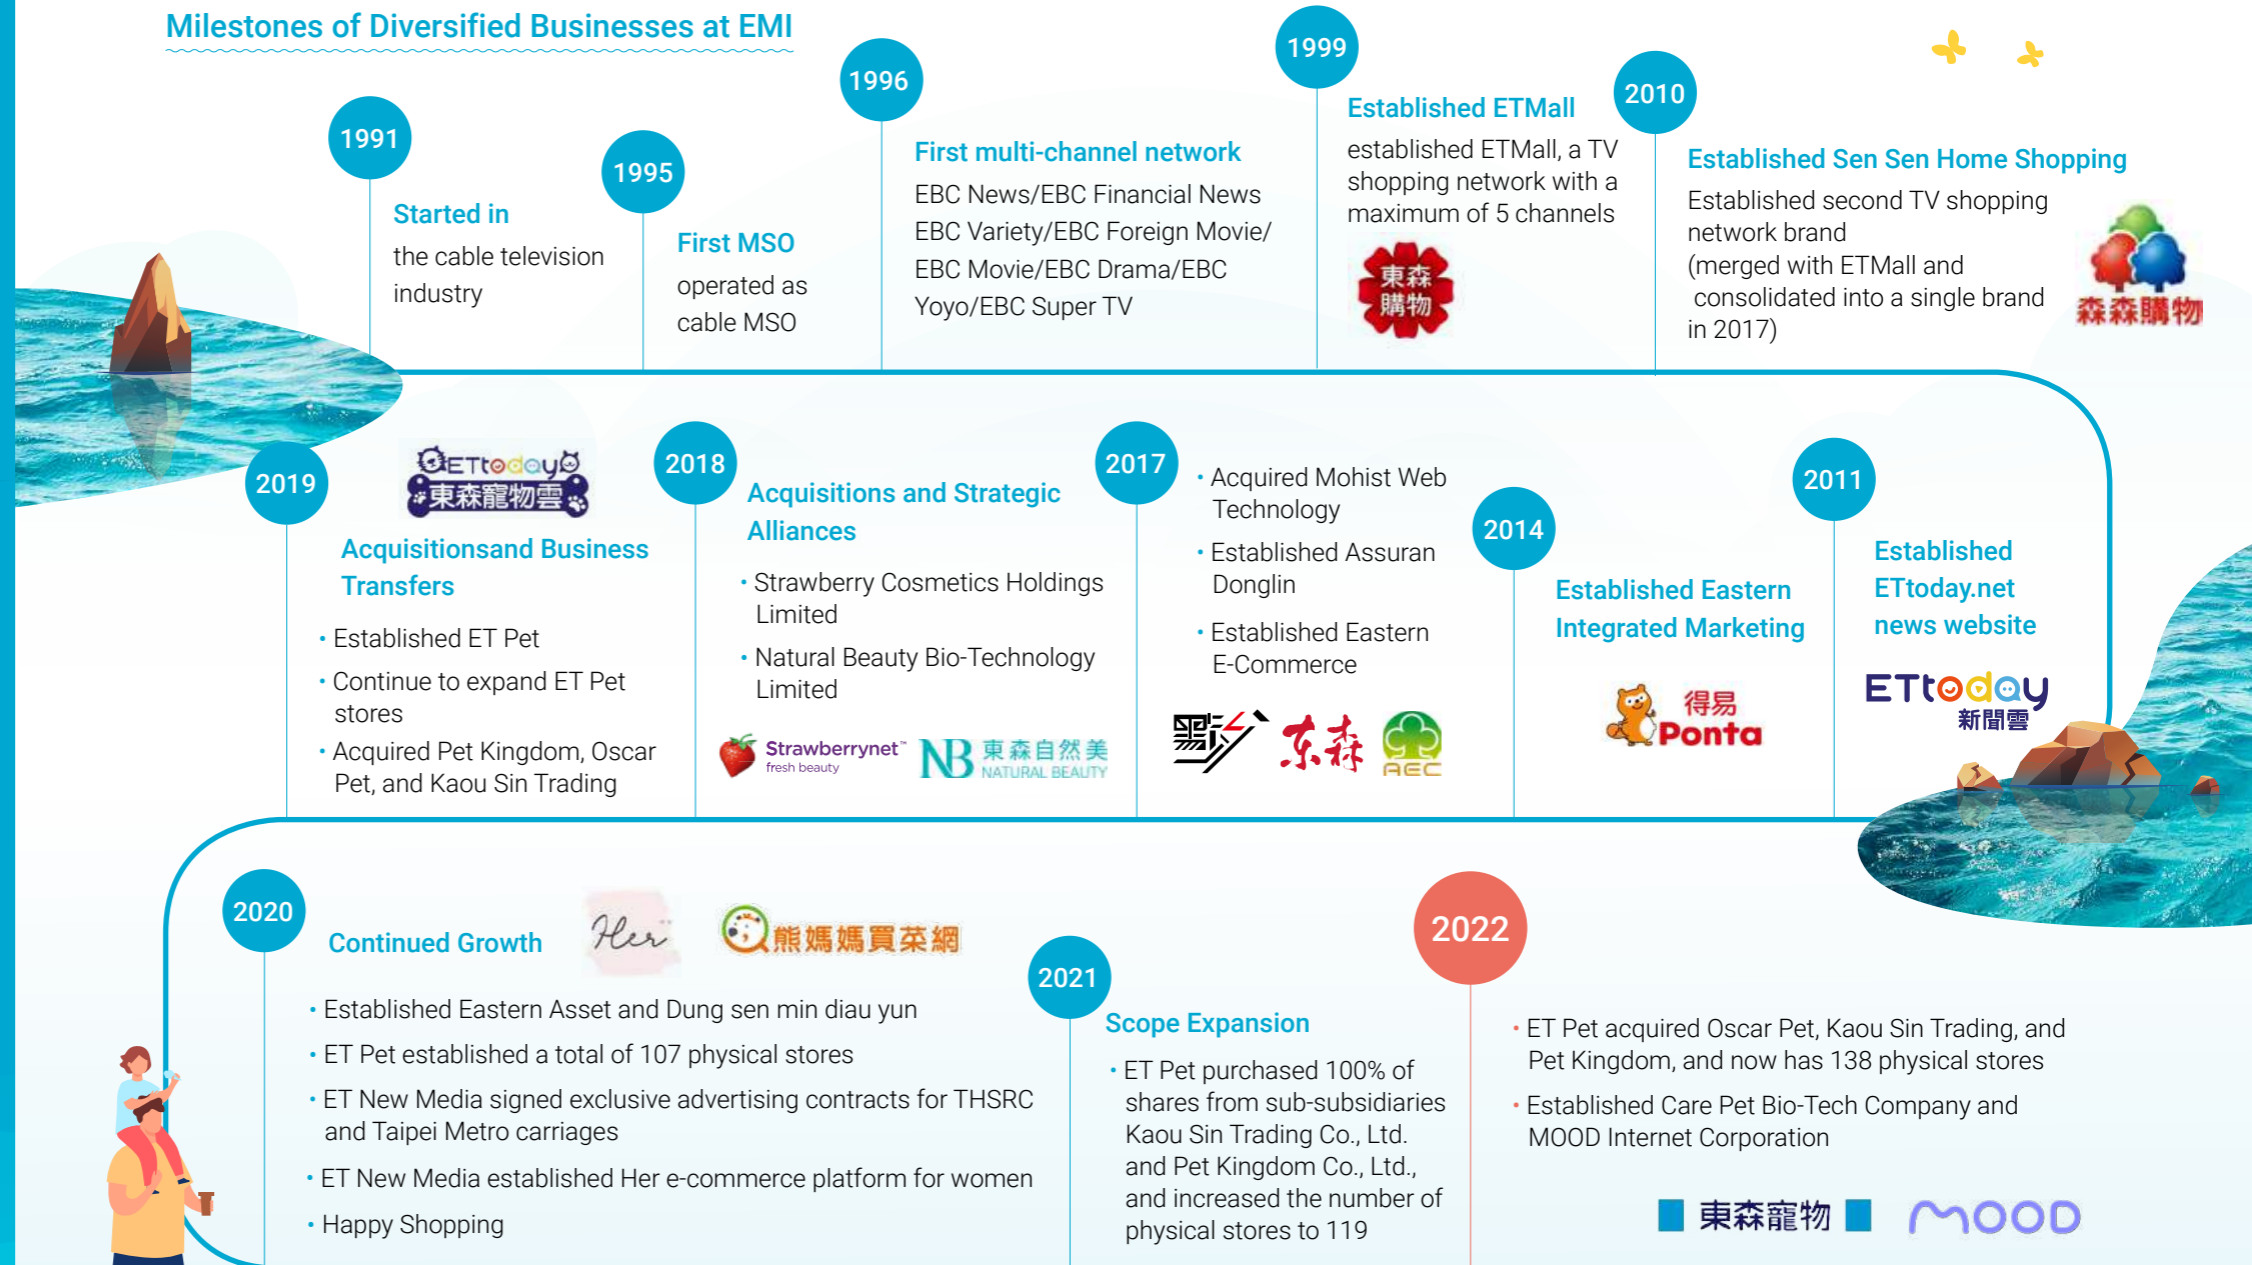 Milestones of Diversified Businesses at EMI
1991
Started in
the cable television
industry
1995
First MSO
operated as
cable MSO
1996
First multi-channel network
EBC News/EBC Financial News
EBC Variety/EBC Foreign Movie/
EBC Movie/EBC Drama/EBC
Yoyo/EBC Super TV
1999
Established ETMall
established ETMall, a TV
shopping network with a
maximum of 5 channels
東森
購物
2010
Established Sen Sen Home Shopping
Established second TV shopping
network brand
(merged with ETMall and
consolidated into a single brand
in 2017)
森森購物
2011
Established
ETtoday.net
news website
ETtoday
新聞雲
2014
Established Eastern
Integrated Marketing
得易
Ponta
2017
• Acquired Mohist Web
Technology
• Established Assuran
Donglin
• Established Eastern
E-Commerce
东森
AEC
2018
Acquisitions and Strategic
Alliances
• Strawberry Cosmetics Holdings
Limited
• Natural Beauty Bio-Technology
Limited
Strawberrynet™
fresh beauty
NB 東森自然美
NATURAL BEAUTY
2019
ETtoday
東森寵物雲
Acquisitionsand Business
Transfers
• Established ET Pet
• Continue to expand ET Pet
stores
• Acquired Pet Kingdom, Oscar
Pet, and Kaou Sin Trading
2020
Continued Growth
Her
熊媽媽買菜網
• Established Eastern Asset and Dung sen min diau yun
• ET Pet established a total of 107 physical stores
• ET New Media signed exclusive advertising contracts for THSRC
and Taipei Metro carriages
• ET New Media established Her e-commerce platform for women
• Happy Shopping
2021
Scope Expansion
• ET Pet purchased 100% of
shares from sub-subsidiaries
Kaou Sin Trading Co., Ltd.
and Pet Kingdom Co., Ltd.,
and increased the number of
physical stores to 119
2022
• ET Pet acquired Oscar Pet, Kaou Sin Trading, and
Pet Kingdom, and now has 138 physical stores
• Established Care Pet Bio-Tech Company and
MOOD Internet Corporation
東森寵物
MOOD